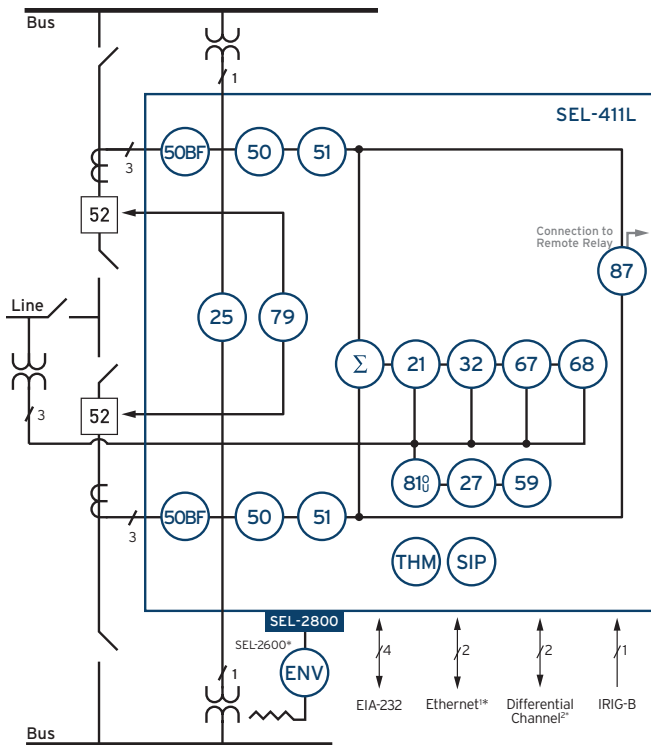 Bus
1
SEL-411L
50BF
50
51
3
52
Connection to
Remote Relay
87
Line
25
79
Σ
21
32
67
68
3
52
81OU
27
59
50BF
50
51
3
THM
SIP
SEL-2800
SEL-2600*
ENV
1
4
2
2
1
EIA-232
Ethernet1*
Differential
Channel2*
IRIG-B
Bus